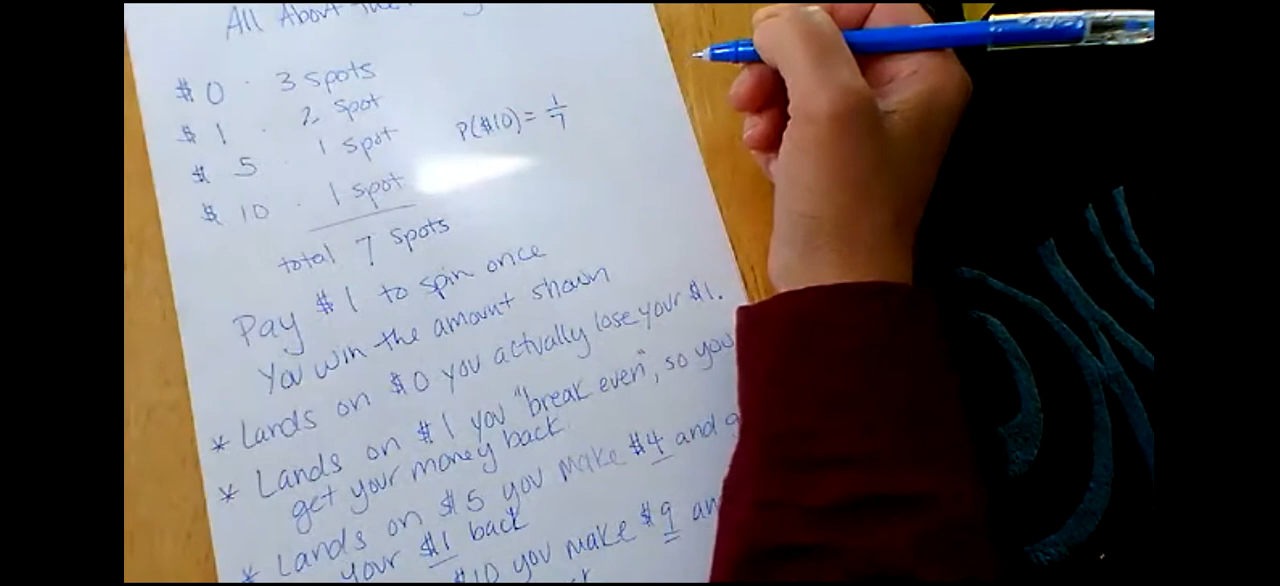 All About The
$ 0 . 3 spots
$ 1 . 2 spot
$ 5 . 1 spot
P($10) = 1/7
$ 10 . 1 spot
total 7 spots
Pay $1 to spin once
You win the amount shown
* Lands on $0 you actually lose your $1.
* Lands on $1 you "break even", so you
get your money back
* Lands on $5 you make $4 and
your $1 back
$10 you make $9